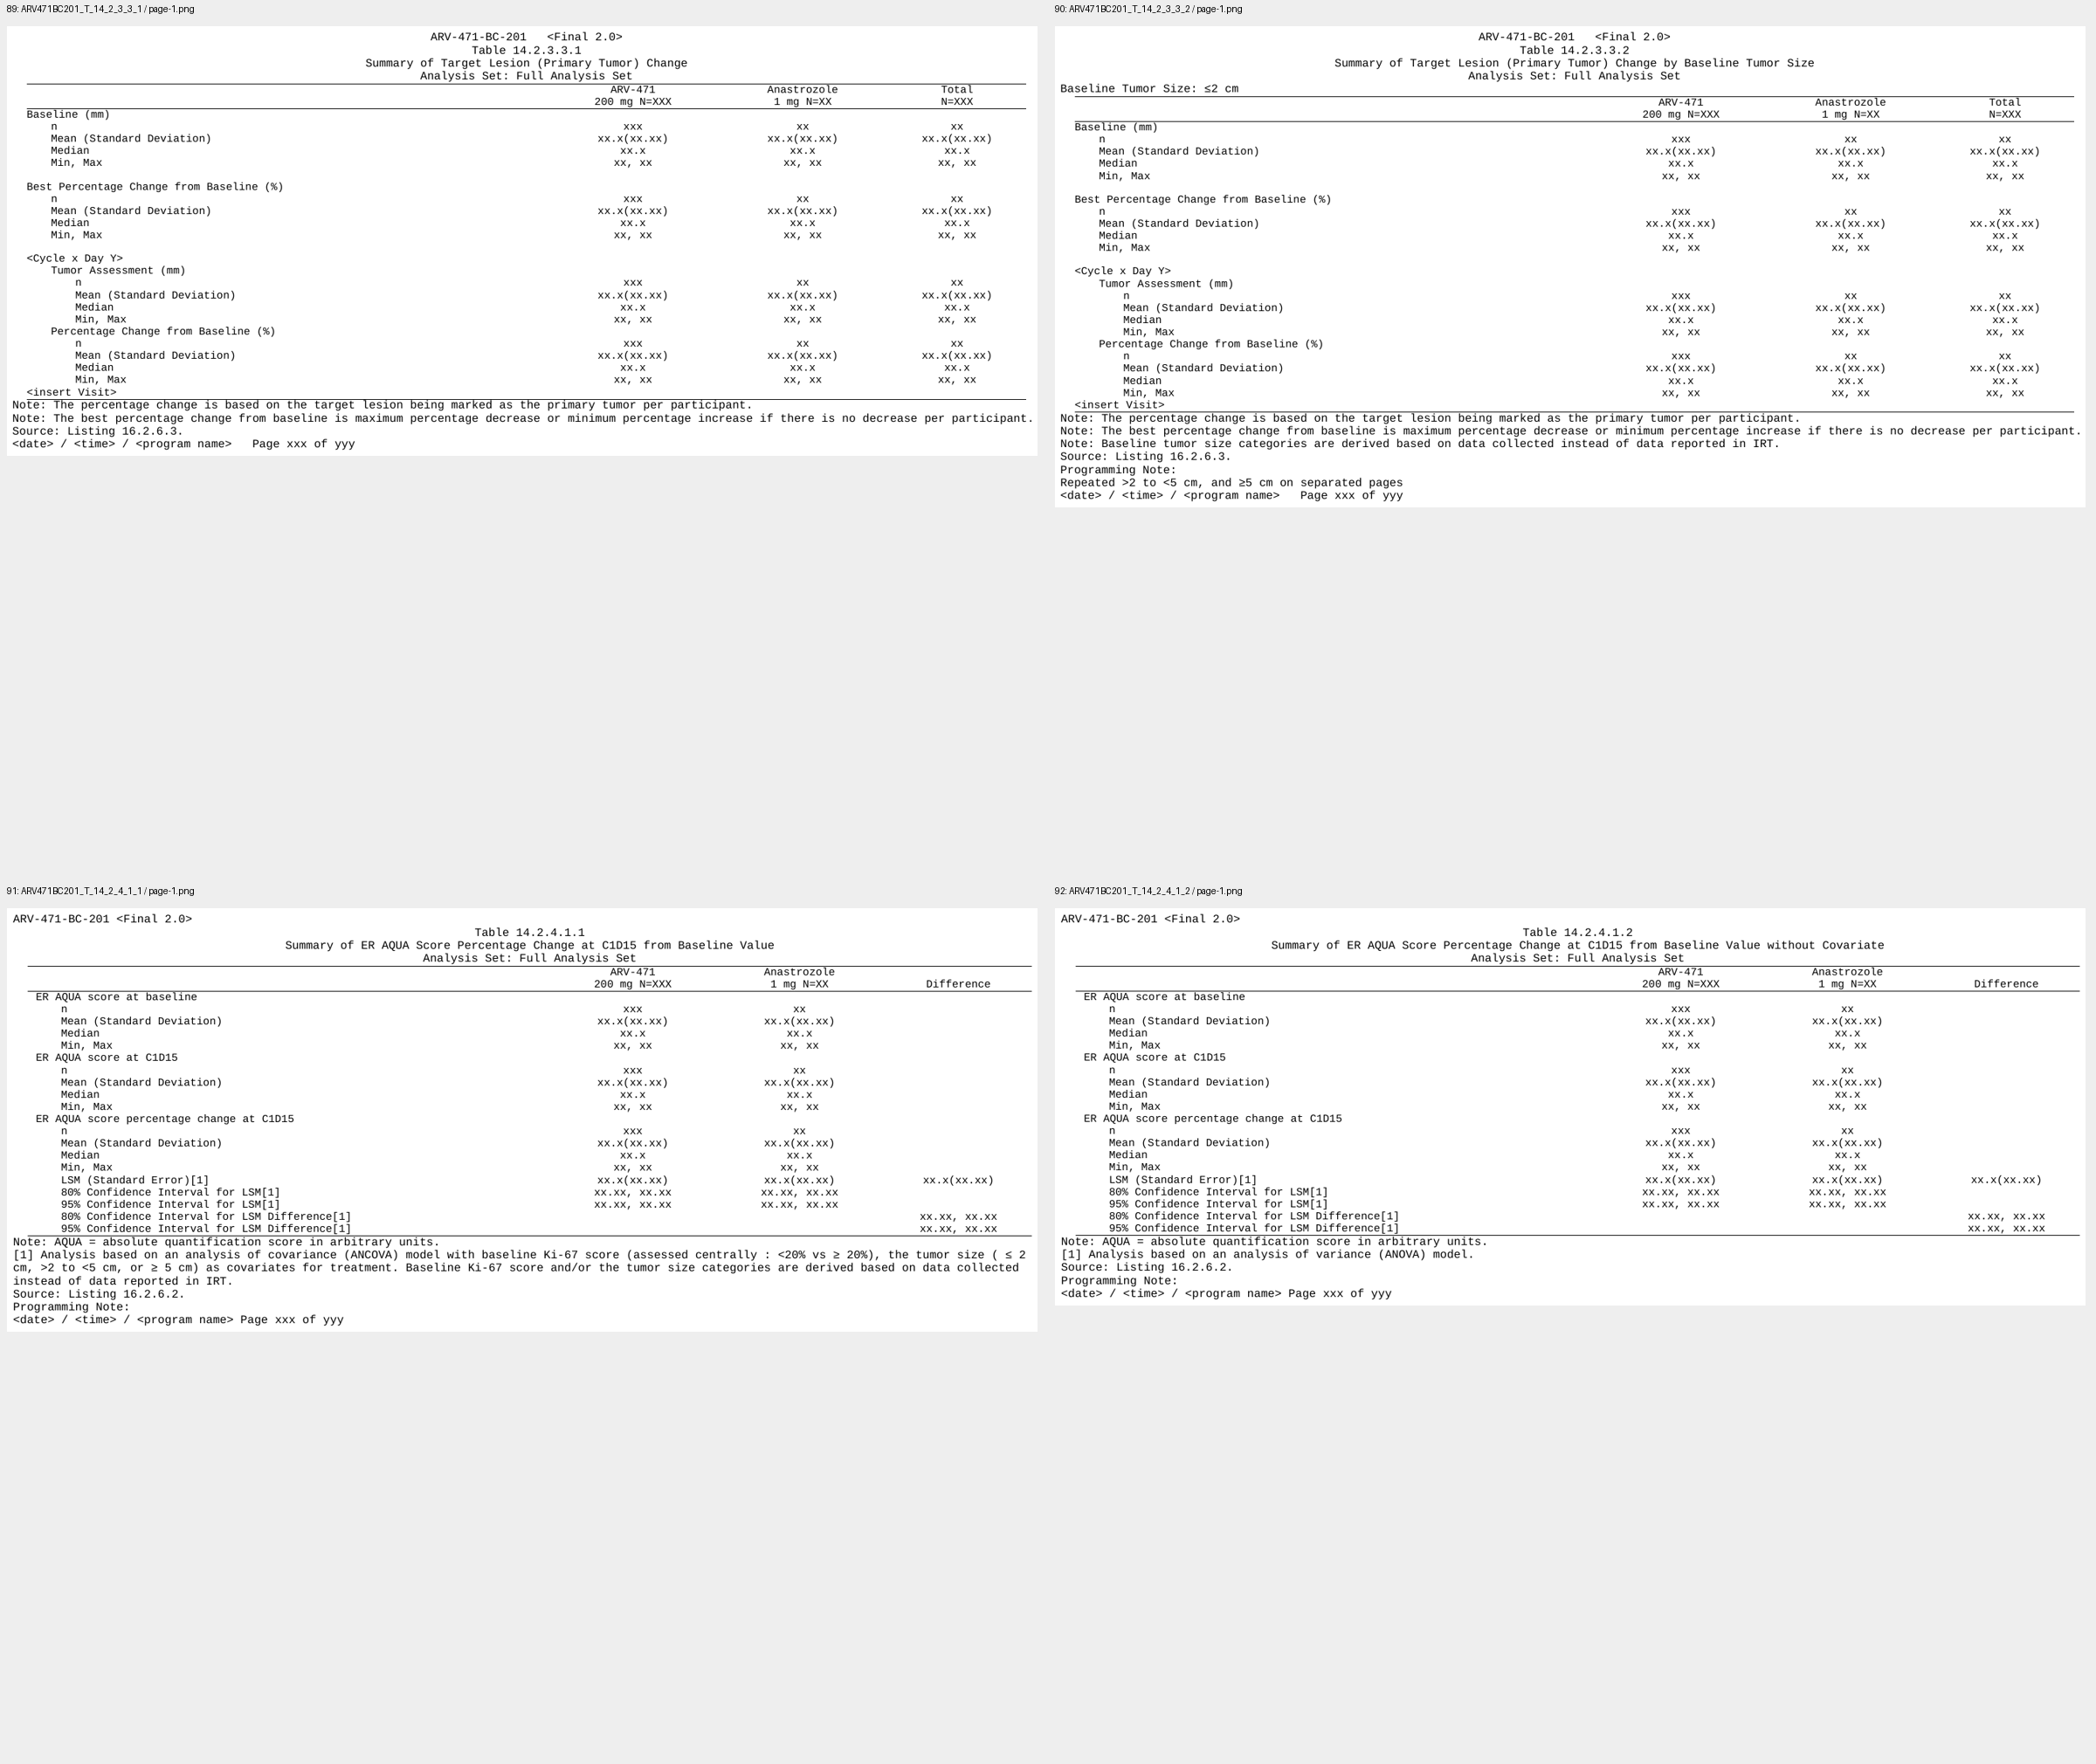 89: ARV471BC201_T_14_2_3_3_1 / page-1.png
ARV-471-BC-201 <Final 2.0>
Table 14.2.3.3.1
Summary of Target Lesion (Primary Tumor) Change
Analysis Set: Full Analysis Set
ARV-471 Anastrozole Total
200 mg N=XXX 1 mg N=XX N=XXX
Baseline (mm)
n xxx xx xx
Mean (Standard Deviation) xx.x(xx.xx) xx.x(xx.xx) xx.x(xx.xx)
Median xx.x xx.x xx.x
Min, Max xx, xx xx, xx xx, xx
Best Percentage Change from Baseline (%)
n xxx xx xx
Mean (Standard Deviation) xx.x(xx.xx) xx.x(xx.xx) xx.x(xx.xx)
Median xx.x xx.x xx.x
Min, Max xx, xx xx, xx xx, xx
<Cycle x Day Y>
Tumor Assessment (mm)
n xxx xx xx
Mean (Standard Deviation) xx.x(xx.xx) xx.x(xx.xx) xx.x(xx.xx)
Median xx.x xx.x xx.x
Min, Max xx, xx xx, xx xx, xx
Percentage Change from Baseline (%)
n xxx xx xx
Mean (Standard Deviation) xx.x(xx.xx) xx.x(xx.xx) xx.x(xx.xx)
Median xx.x xx.x xx.x
Min, Max xx, xx xx, xx xx, xx
<insert Visit>
Note: The percentage change is based on the target lesion being marked as the primary tumor per participant.
Note: The best percentage change from baseline is maximum percentage decrease or minimum percentage increase if there is no decrease per participant.
Source: Listing 16.2.6.3.
<date> / <time> / <program name> Page xxx of yyy
90: ARV471BC201_T_14_2_3_3_2 / page-1.png
ARV-471-BC-201 <Final 2.0>
Table 14.2.3.3.2
Summary of Target Lesion (Primary Tumor) Change by Baseline Tumor Size
Analysis Set: Full Analysis Set
Baseline Tumor Size: ≤2 cm
ARV-471 Anastrozole Total
200 mg N=XXX 1 mg N=XX N=XXX
Baseline (mm)
n xxx xx xx
Mean (Standard Deviation) xx.x(xx.xx) xx.x(xx.xx) xx.x(xx.xx)
Median xx.x xx.x xx.x
Min, Max xx, xx xx, xx xx, xx
Best Percentage Change from Baseline (%)
n xxx xx xx
Mean (Standard Deviation) xx.x(xx.xx) xx.x(xx.xx) xx.x(xx.xx)
Median xx.x xx.x xx.x
Min, Max xx, xx xx, xx xx, xx
<Cycle x Day Y>
Tumor Assessment (mm)
n xxx xx xx
Mean (Standard Deviation) xx.x(xx.xx) xx.x(xx.xx) xx.x(xx.xx)
Median xx.x xx.x xx.x
Min, Max xx, xx xx, xx xx, xx
Percentage Change from Baseline (%)
n xxx xx xx
Mean (Standard Deviation) xx.x(xx.xx) xx.x(xx.xx) xx.x(xx.xx)
Median xx.x xx.x xx.x
Min, Max xx, xx xx, xx xx, xx
<insert Visit>
Note: The percentage change is based on the target lesion being marked as the primary tumor per participant.
Note: The best percentage change from baseline is maximum percentage decrease or minimum percentage increase if there is no decrease per participant.
Note: Baseline tumor size categories are derived based on data collected instead of data reported in IRT.
Source: Listing 16.2.6.3.
Programming Note:
Repeated >2 to <5 cm, and ≥5 cm on separated pages
<date> / <time> / <program name> Page xxx of yyy
91: ARV471BC201_T_14_2_4_1_1 / page-1.png
ARV-471-BC-201 <Final 2.0>
Table 14.2.4.1.1
Summary of ER AQUA Score Percentage Change at C1D15 from Baseline Value
Analysis Set: Full Analysis Set
ARV-471 Anastrozole
200 mg N=XXX 1 mg N=XX Difference
ER AQUA score at baseline
n xxx xx
Mean (Standard Deviation) xx.x(xx.xx) xx.x(xx.xx)
Median xx.x xx.x
Min, Max xx, xx xx, xx
ER AQUA score at C1D15
n xxx xx
Mean (Standard Deviation) xx.x(xx.xx) xx.x(xx.xx)
Median xx.x xx.x
Min, Max xx, xx xx, xx
ER AQUA score percentage change at C1D15
n xxx xx
Mean (Standard Deviation) xx.x(xx.xx) xx.x(xx.xx)
Median xx.x xx.x
Min, Max xx, xx xx, xx
LSM (Standard Error)[1] xx.x(xx.xx) xx.x(xx.xx) xx.x(xx.xx)
80% Confidence Interval for LSM[1] xx.xx, xx.xx xx.xx, xx.xx
95% Confidence Interval for LSM[1] xx.xx, xx.xx xx.xx, xx.xx
80% Confidence Interval for LSM Difference[1] xx.xx, xx.xx
95% Confidence Interval for LSM Difference[1] xx.xx, xx.xx
Note: AQUA = absolute quantification score in arbitrary units.
[1] Analysis based on an analysis of covariance (ANCOVA) model with baseline Ki-67 score (assessed centrally : <20% vs ≥ 20%), the tumor size ( ≤ 2
cm, >2 to <5 cm, or ≥ 5 cm) as covariates for treatment. Baseline Ki-67 score and/or the tumor size categories are derived based on data collected
instead of data reported in IRT.
Source: Listing 16.2.6.2.
Programming Note:
<date> / <time> / <program name> Page xxx of yyy
92: ARV471BC201_T_14_2_4_1_2 / page-1.png
ARV-471-BC-201 <Final 2.0>
Table 14.2.4.1.2
Summary of ER AQUA Score Percentage Change at C1D15 from Baseline Value without Covariate
Analysis Set: Full Analysis Set
ARV-471 Anastrozole
200 mg N=XXX 1 mg N=XX Difference
ER AQUA score at baseline
n xxx xx
Mean (Standard Deviation) xx.x(xx.xx) xx.x(xx.xx)
Median xx.x xx.x
Min, Max xx, xx xx, xx
ER AQUA score at C1D15
n xxx xx
Mean (Standard Deviation) xx.x(xx.xx) xx.x(xx.xx)
Median xx.x xx.x
Min, Max xx, xx xx, xx
ER AQUA score percentage change at C1D15
n xxx xx
Mean (Standard Deviation) xx.x(xx.xx) xx.x(xx.xx)
Median xx.x xx.x
Min, Max xx, xx xx, xx
LSM (Standard Error)[1] xx.x(xx.xx) xx.x(xx.xx) xx.x(xx.xx)
80% Confidence Interval for LSM[1] xx.xx, xx.xx xx.xx, xx.xx
95% Confidence Interval for LSM[1] xx.xx, xx.xx xx.xx, xx.xx
80% Confidence Interval for LSM Difference[1] xx.xx, xx.xx
95% Confidence Interval for LSM Difference[1] xx.xx, xx.xx
Note: AQUA = absolute quantification score in arbitrary units.
[1] Analysis based on an analysis of variance (ANOVA) model.
Source: Listing 16.2.6.2.
Programming Note:
<date> / <time> / <program name> Page xxx of yyy